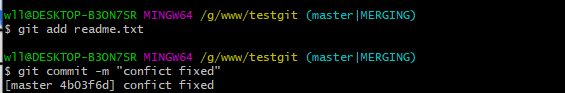 wll@DESKTOP-B3ON7SR MINGW64 /g/www/testgit (master|MERGING)
$ git add readme.txt
wll@DESKTOP-B3ON7SR MINGW64 /g/www/testgit (master|MERGING)
$ git commit -m "confict fixed"
[master 4b03f6d] confict fixed